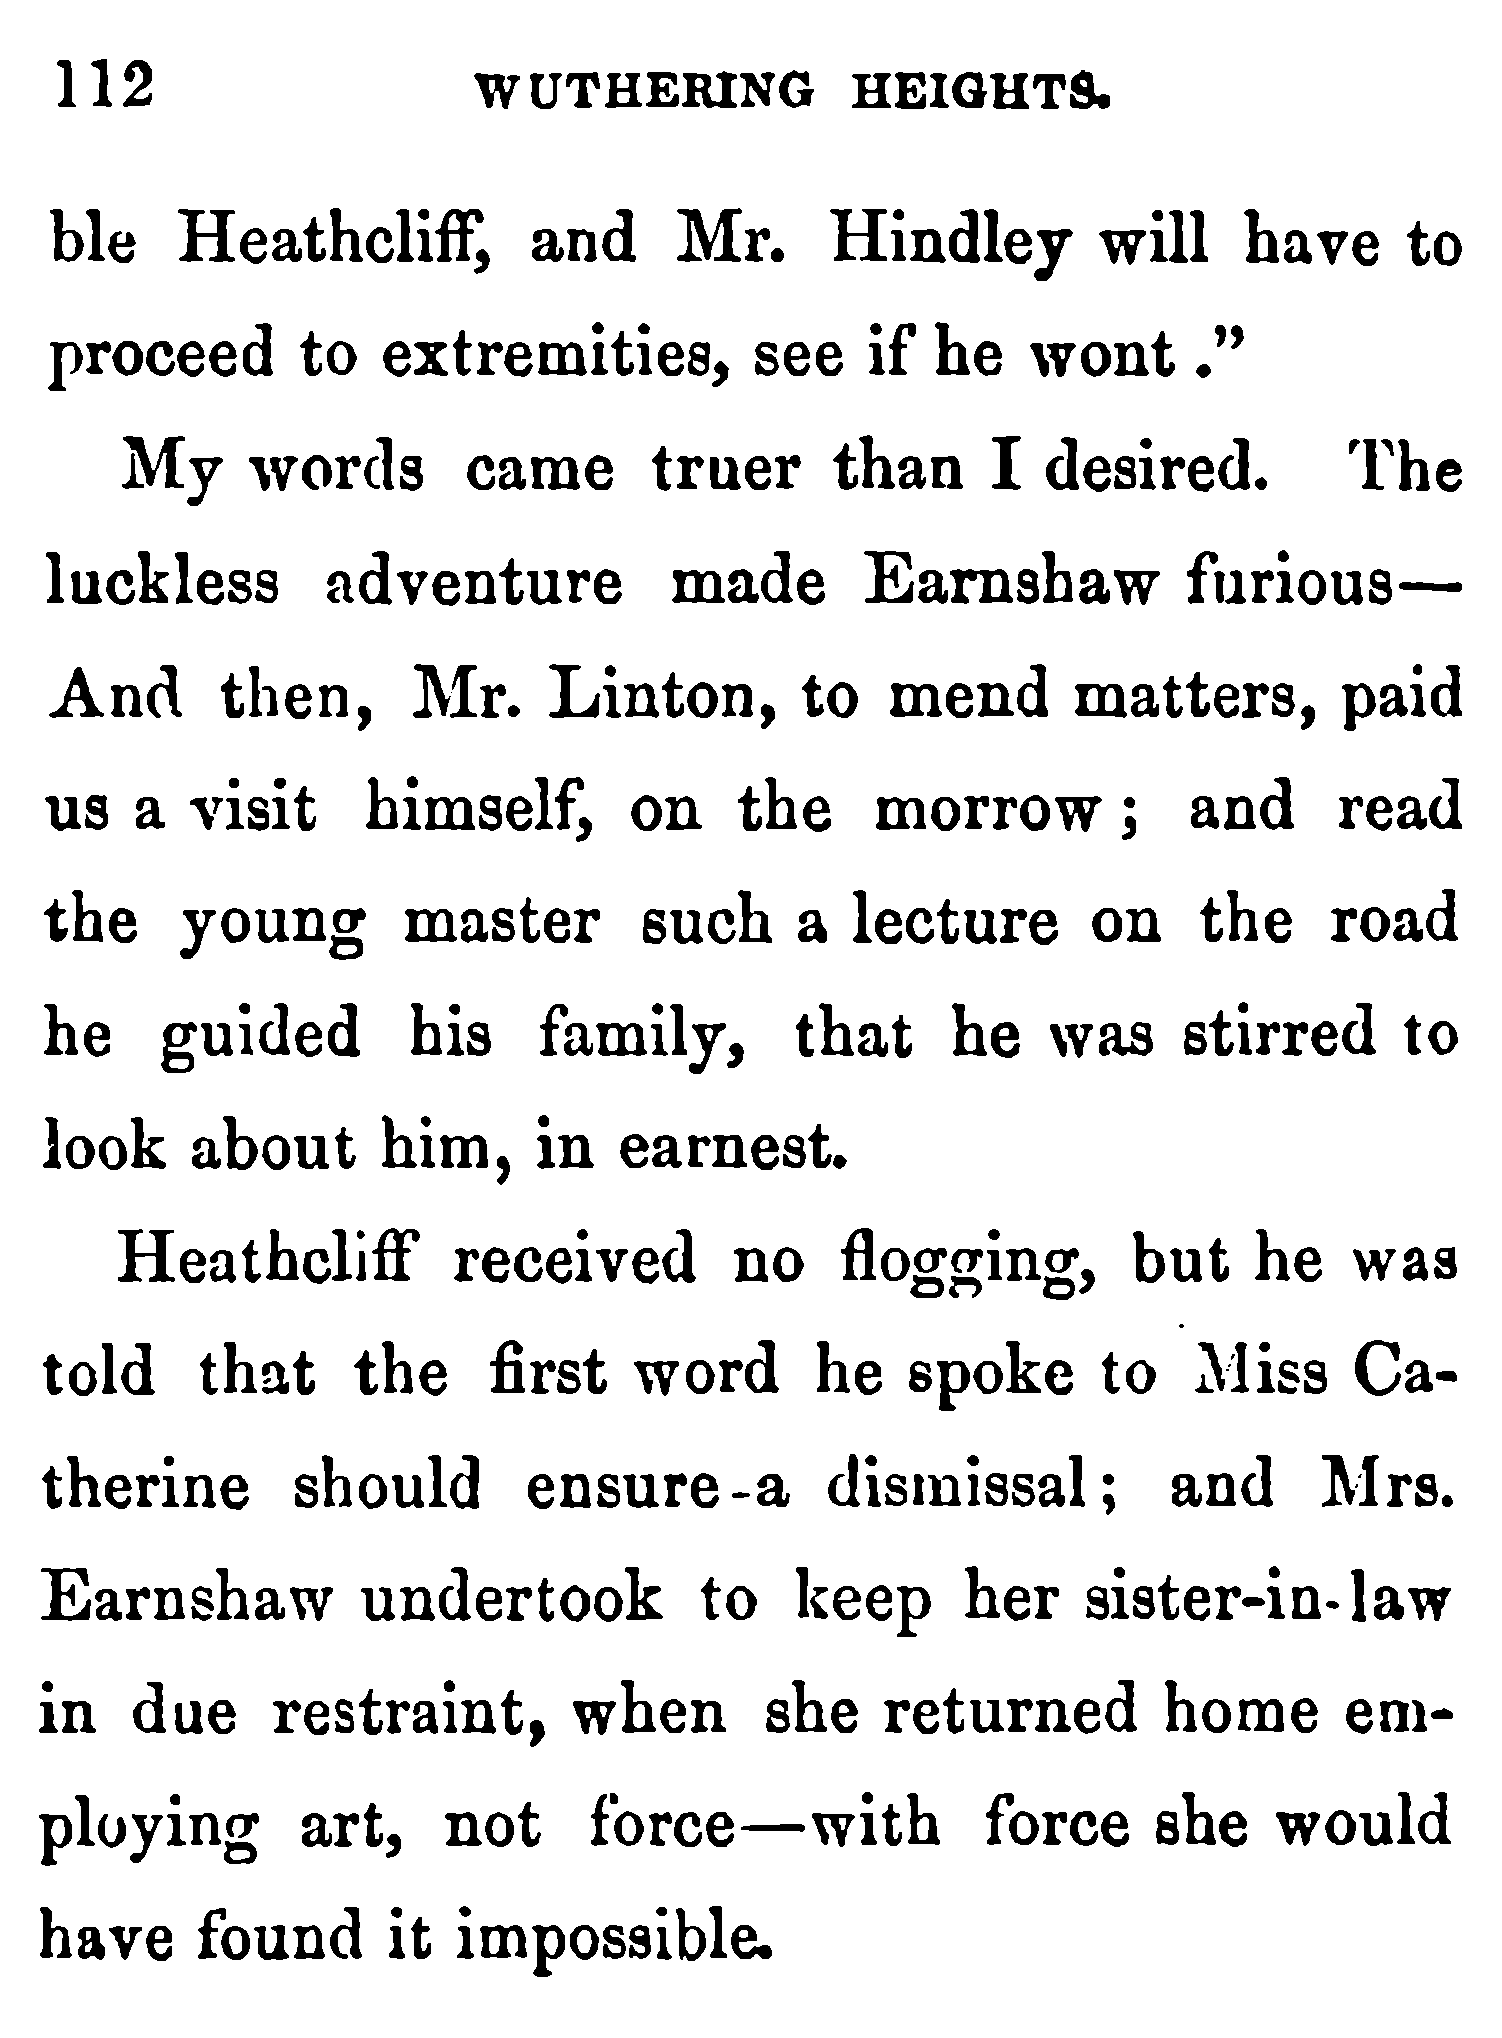 112 WUTHERING HEIGHTS.
ble Heathcliff, and Mr. Hindley will have to
proceed to extremities, see if he wont ."
My words came truer than I desired. The
luckless adventure made Earnshaw furious—
And then, Mr. Linton, to mend matters, paid
us a visit himself, on the morrow; and read
the young master such a lecture on the road
he guided his family, that he was stirred to
look about him, in earnest.
Heathcliff received no flogging, but he was
told that the first word he spoke to Miss Ca-
therine should ensure-a dismissal; and Mrs.
Earnshaw undertook to keep her sister-in-law
in due restraint, when she returned home em-
ploying art, not force—with force she would
have found it impossible.